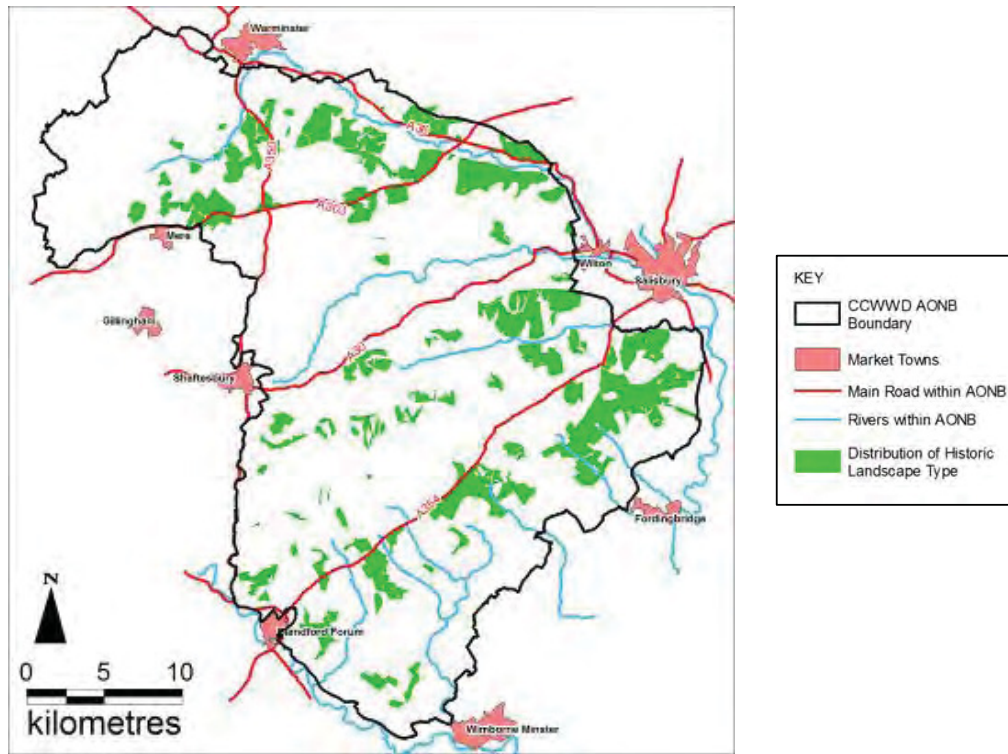 Warminster
A36
A350
A303
Mere
Wilton
Salisbury
Gillingham
A30
Shaftesbury
A354
Fordingbridge
Blandford Forum
Wimborne Minster
N
0 5 10
kilometres
KEY
CCWWD AONB
Boundary
Market Towns
Main Road within AONB
Rivers within AONB
Distribution of Historic
Landscape Type